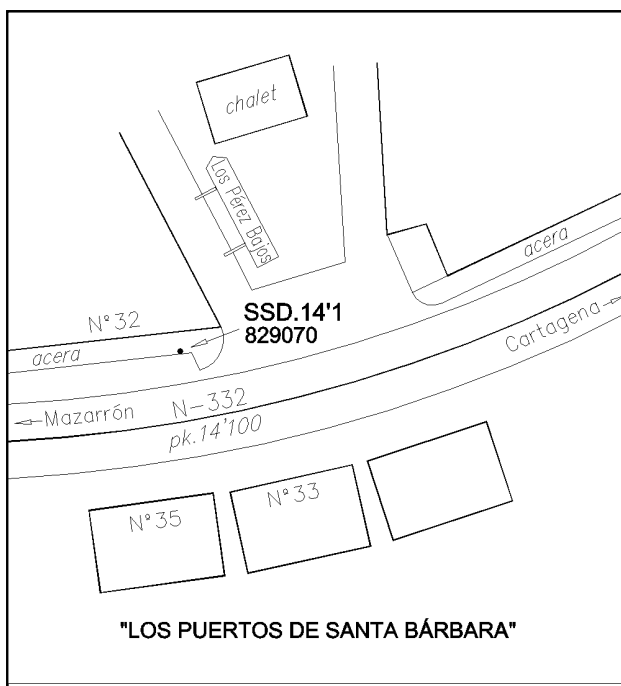 chalet
Los Pérez Bajos
acera
SSD.14'1
829070
Nº32
acera
Cartagena
Mazarrón
N-332
pk.14'100
Nº35
Nº33
"LOS PUERTOS DE SANTA BÁRBARA"